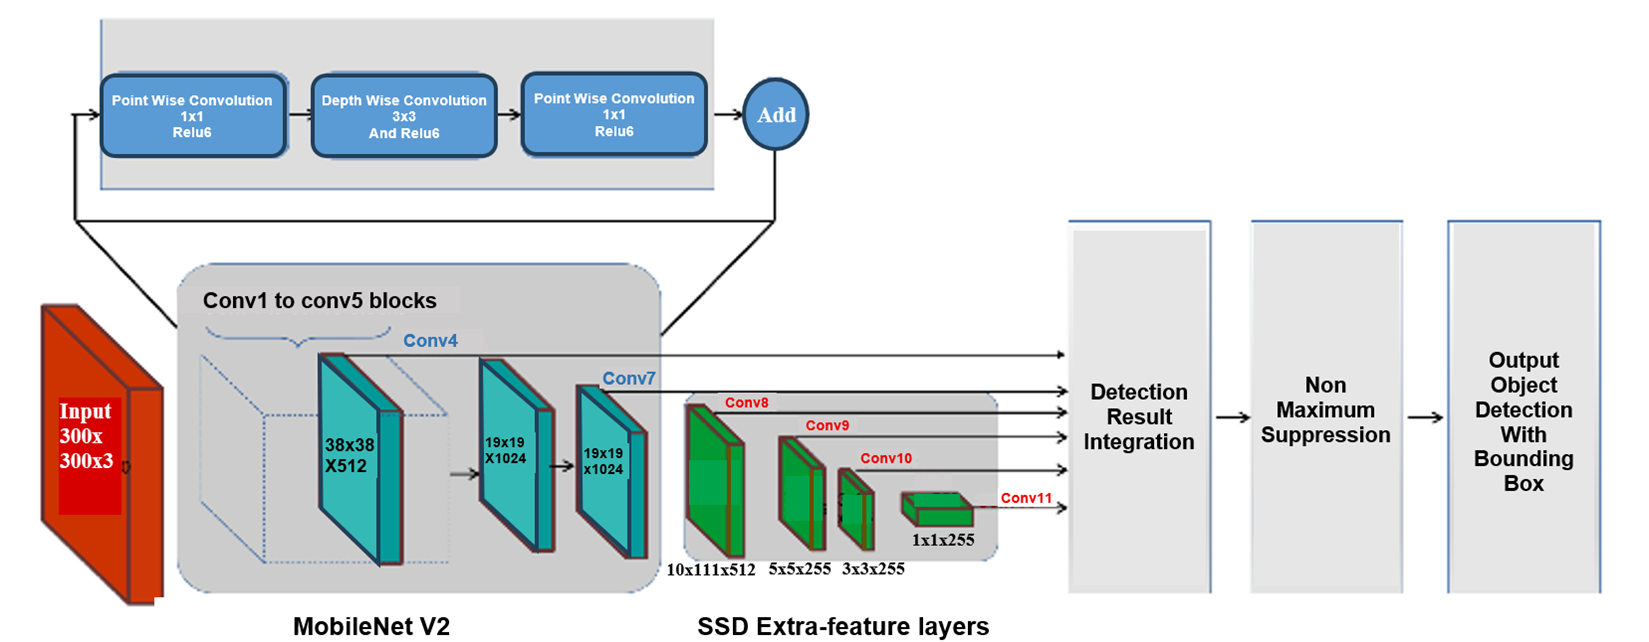 Point Wise Convolution
1x1
Relu6
Depth Wise Convolution
3x3
And Relu6
Point Wise Convolution
1x1
Relu6
Add
Conv1 to conv5 blocks
Conv4
Conv7
Input
300x
300x3
38x38
X512
19x19
X1024
19x19
x1024
Conv8
Conv9
Conv10
Conv11
10x111x512
5x5x255
3x3x255
1x1x255
MobileNet V2
SSD Extra-feature layers
Detection
Result
Integration
Non
Maximum
Suppression
Output
Object
Detection
With
Bounding
Box